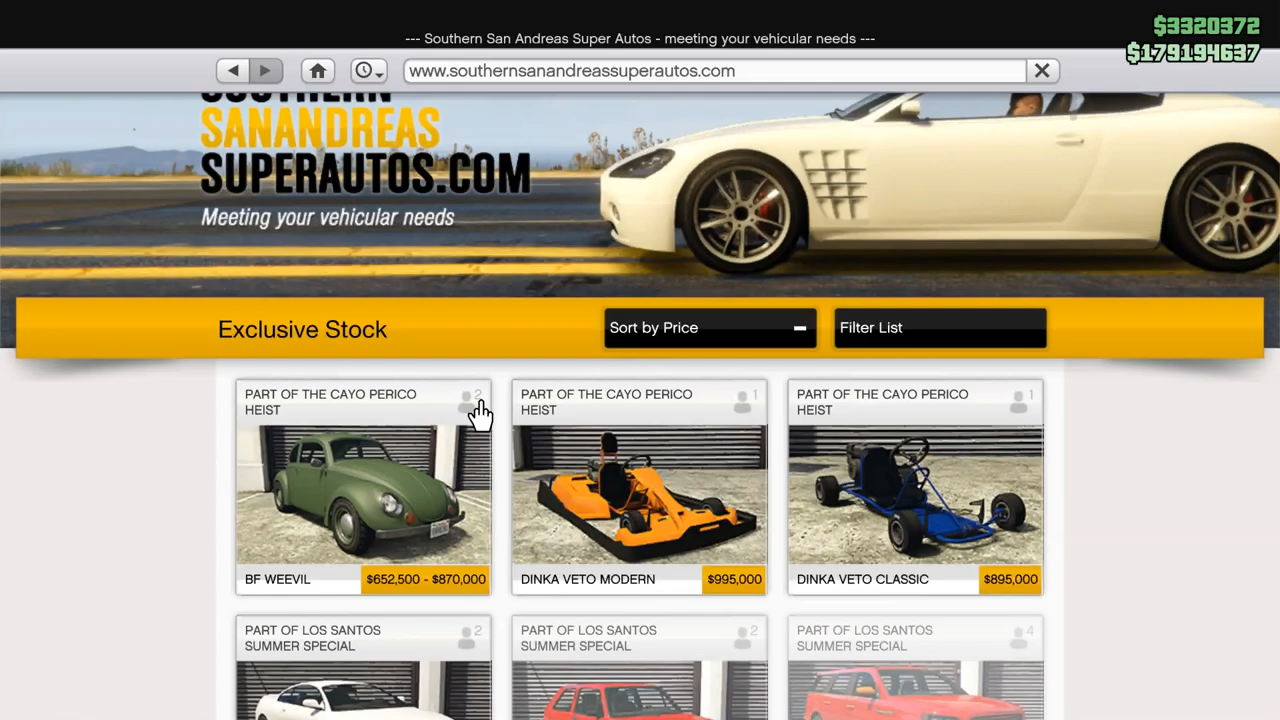 $3320372
--- Southern San Andreas Super Autos - meeting your vehicular needs ---
$179194637
www.southernsanandreassuperautos.com
SOUTHERN
SANANDREAS
SUPERAUTOS.COM
Meeting your vehicular needs
Exclusive Stock
Sort by Price
Filter List
PART OF THE CAYO PERICO
HEIST
2
BF WEEVIL
$652,500 - $870,000
PART OF THE CAYO PERICO
HEIST
1
DINKA VETO MODERN
$995,000
PART OF THE CAYO PERICO
HEIST
1
DINKA VETO CLASSIC
$895,000
PART OF LOS SANTOS
SUMMER SPECIAL
2
PART OF LOS SANTOS
SUMMER SPECIAL
2
PART OF LOS SANTOS
SUMMER SPECIAL
4